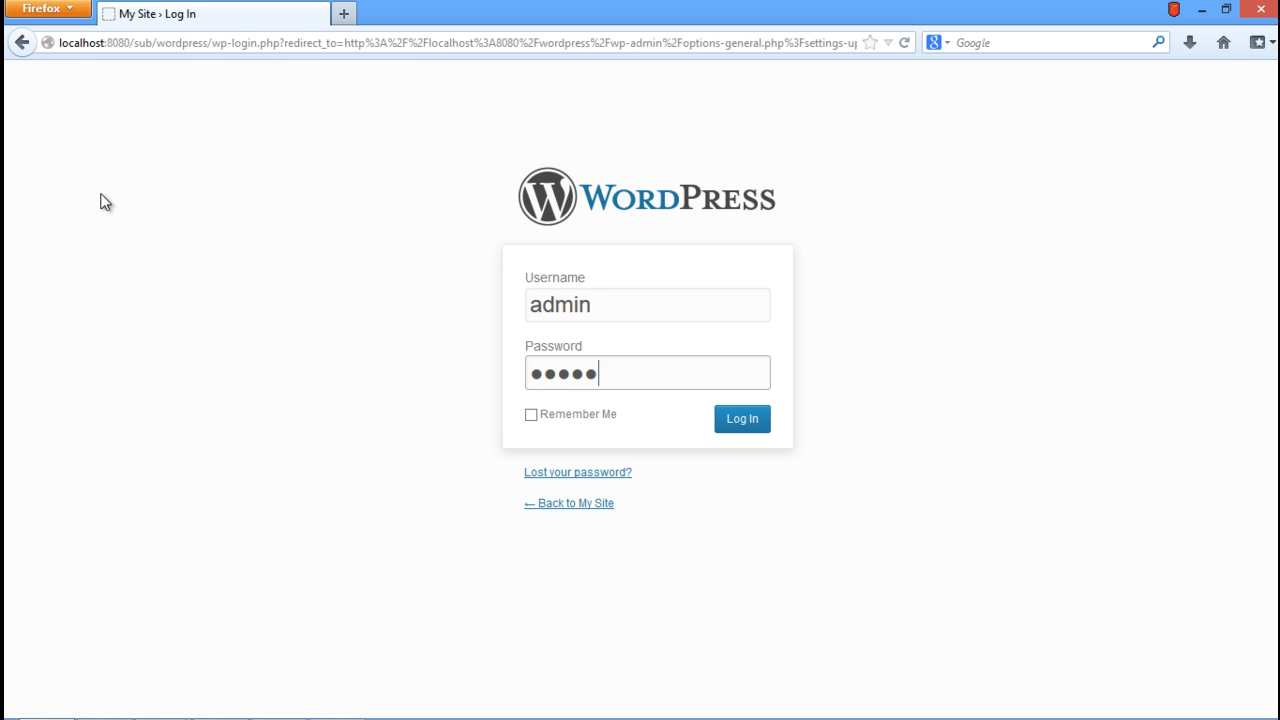 Firefox
My Site › Log In
localhost:8080/sub/wordpress/wp-login.php?redirect_to=http%3A%2F%2Flocalhost%3A8080%2Fwordpress%2Fwp-admin%2Foptions-general.php%3Fsettings-up
Google
WORDPRESS
Username
admin
Password
Remember Me
Log In
Lost your password?
← Back to My Site